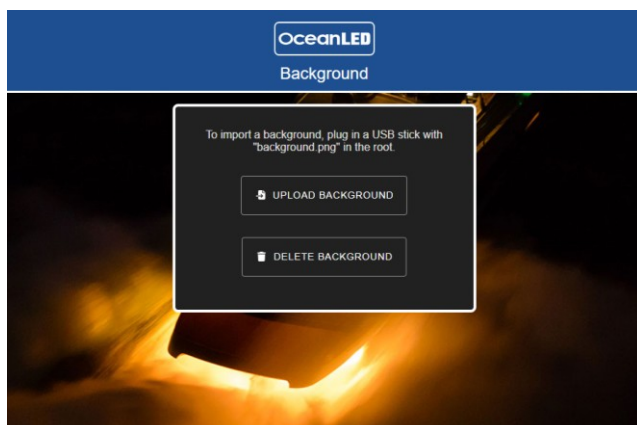 OceanLED
Background
To import a background, plug in a USB stick with
"background.png" in the root.
UPLOAD BACKGROUND
DELETE BACKGROUND